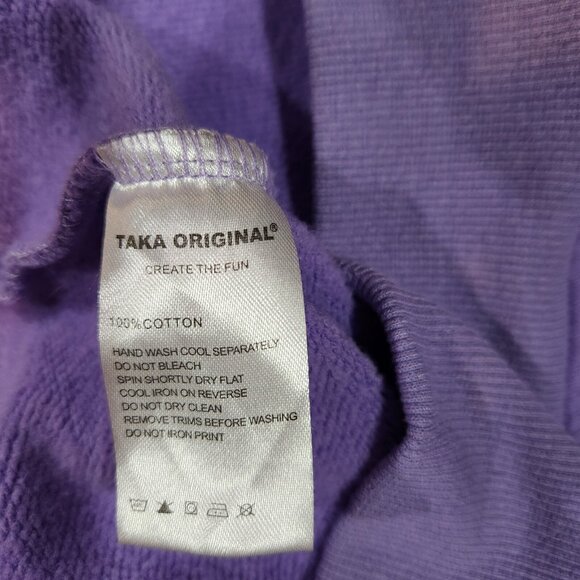 TAKA ORIGINAL®
CREATE THE FUN
100%COTTON
HAND WASH COOL SEPARATELY
DO NOT BLEACH
SPIN SHORTLY DRY FLAT
COOL IRON ON REVERSE
DO NOT DRY CLEAN
REMOVE TRIMS BEFORE WASHING
DO NOT IRON PRINT